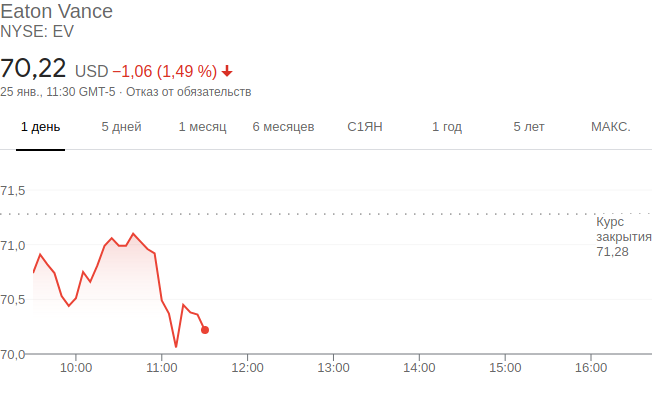 Eaton Vance
NYSE: EV
70,22 USD −1,06 (1,49 %)
25 янв., 11:30 GMT-5 · Отказ от обязательств
1 день 5 дней 1 месяц 6 месяцев С1ЯН 1 год 5 лет МАКС.
71,5
Курс
закрытия
71,28
71,0
70,5
70,0
10:00 11:00 12:00 13:00 14:00 15:00 16:00